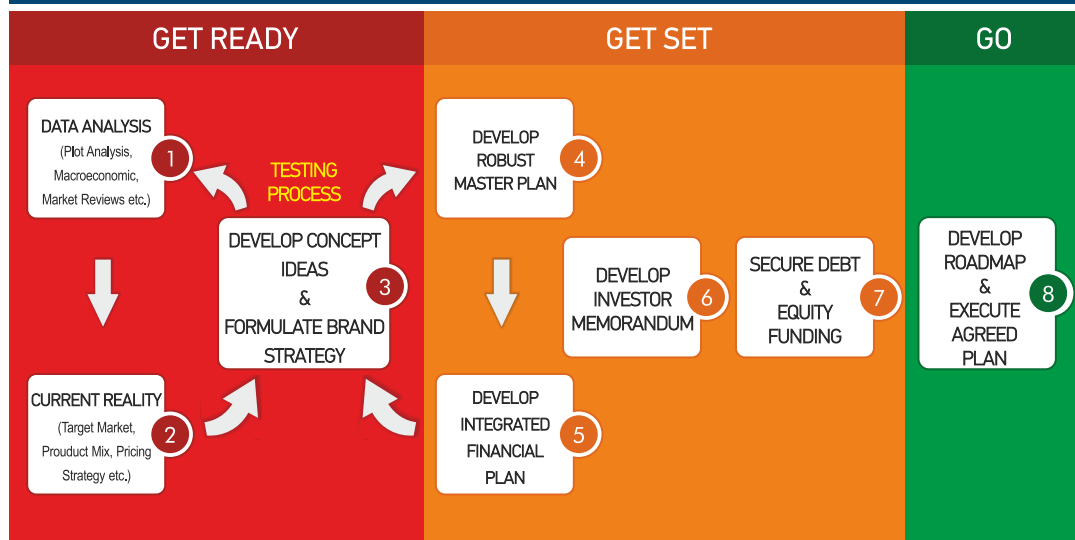 GET READY
GET SET
GO
DATA ANALYSIS
(Plot Analysis,
Macroeconomic,
Market Reviews etc.)
1
TESTING
PROCESS
CURRENT REALITY
(Target Market,
Prouduct Mix, Pricing
Strategy etc.)
2
DEVELOP CONCEPT
IDEAS
&
FORMULATE BRAND
STRATEGY
3
DEVELOP
ROBUST
MASTER PLAN
4
DEVELOP
INTEGRATED
FINANCIAL
PLAN
5
DEVELOP
INVESTOR
MEMORANDUM
6
SECURE DEBT
&
EQUITY
FUNDING
7
DEVELOP
ROADMAP
&
EXECUTE
AGREED
PLAN
8